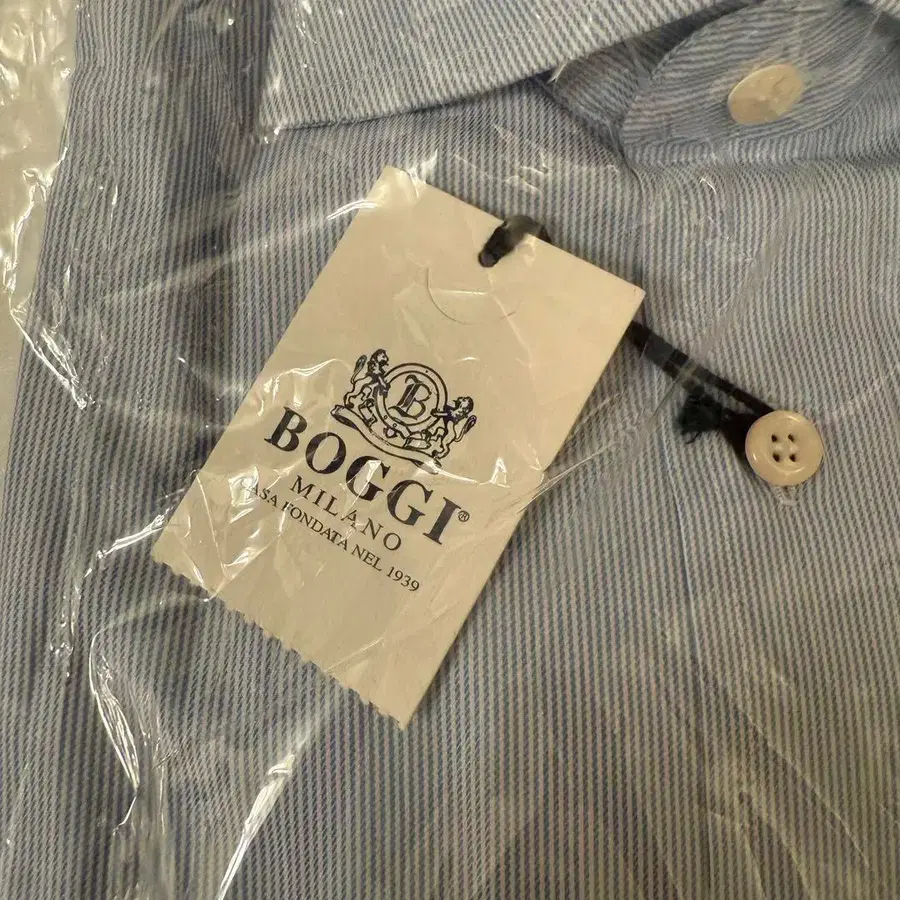 B
BOGGI®
MILANO
CASA FONDATA NEL 1939